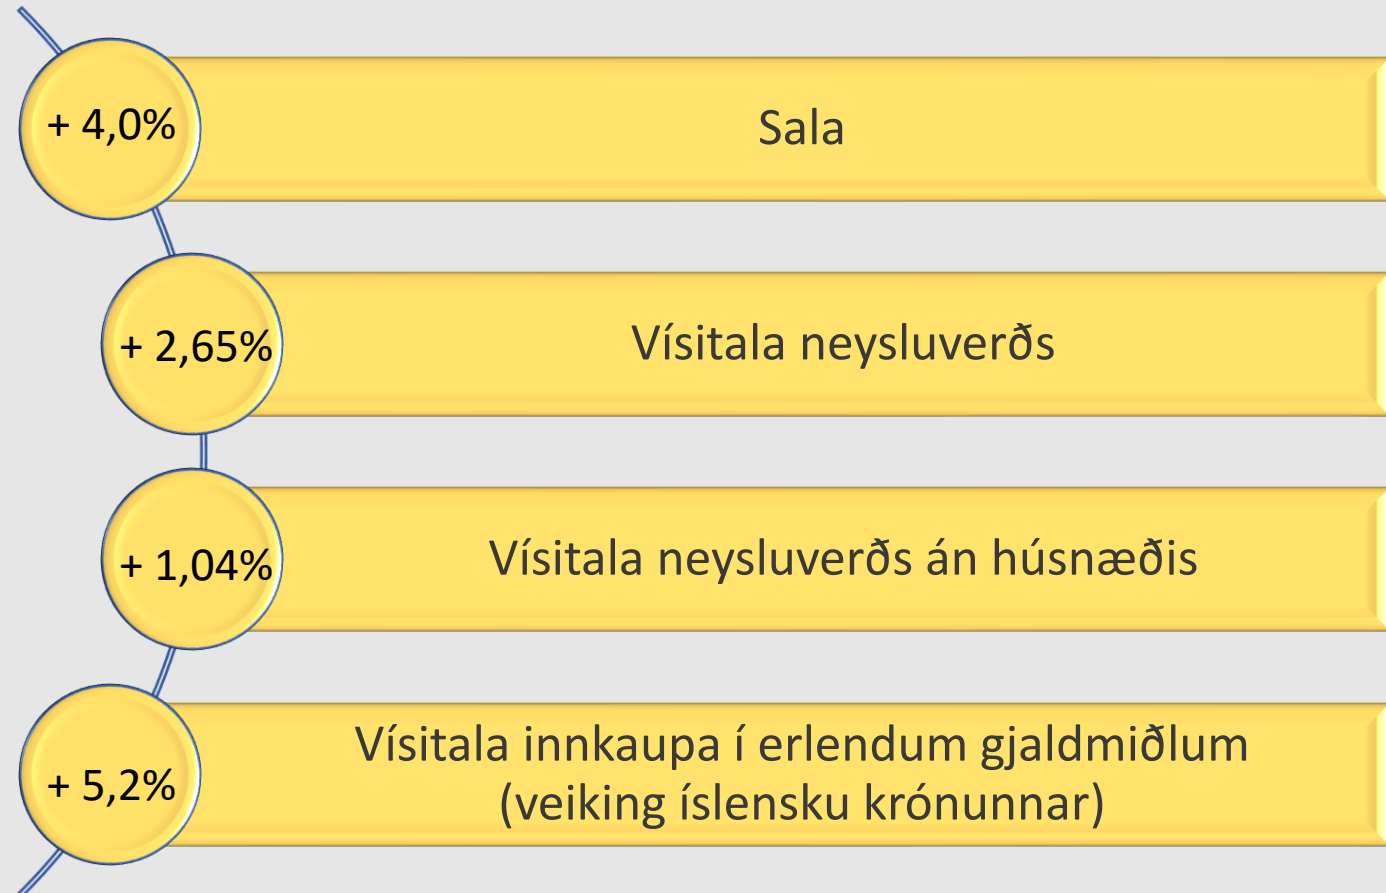 + 4,0%
Sala
+ 2,65%
Vísitala neysluverðs
+ 1,04%
Vísitala neysluverðs án húsnæðis
+ 5,2%
Vísitala innkaupa í erlendum gjaldmiðlum
(veiking íslensku krónunnar)